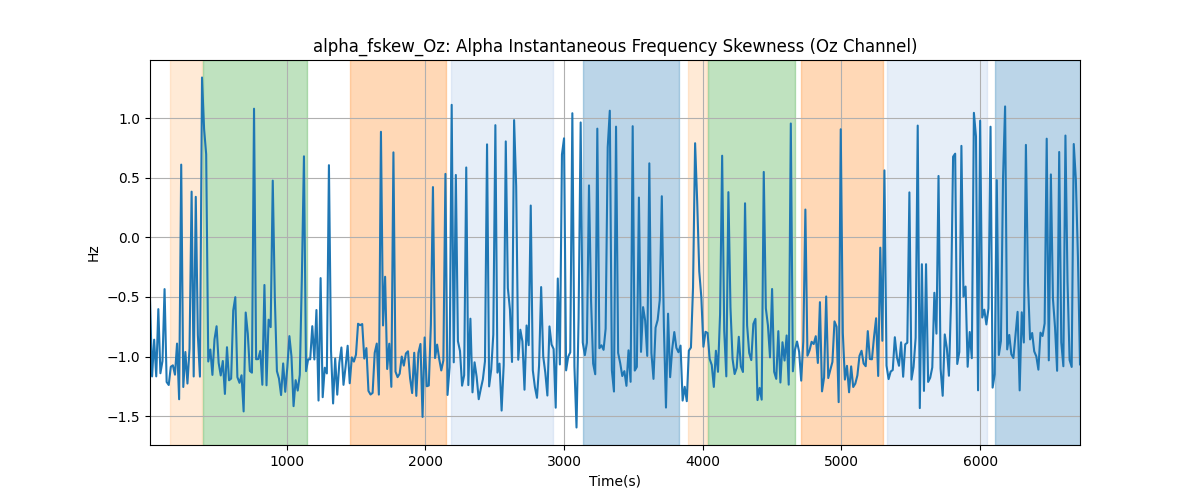 alpha_fskew_Oz: Alpha Instantaneous Frequency Skewness (Oz Channel)
1.0
0.5
0.0
−0.5
−1.0
−1.5
Hz
1000 2000 3000 4000 5000 6000
Time(s)